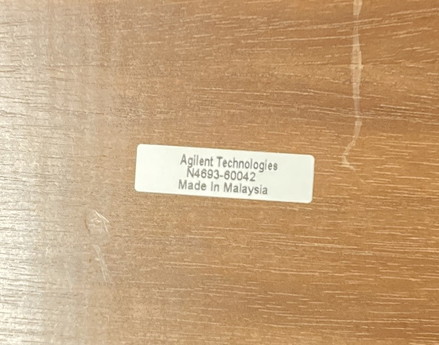 Agilent Technologies
N4693-60042
Made In Malaysia